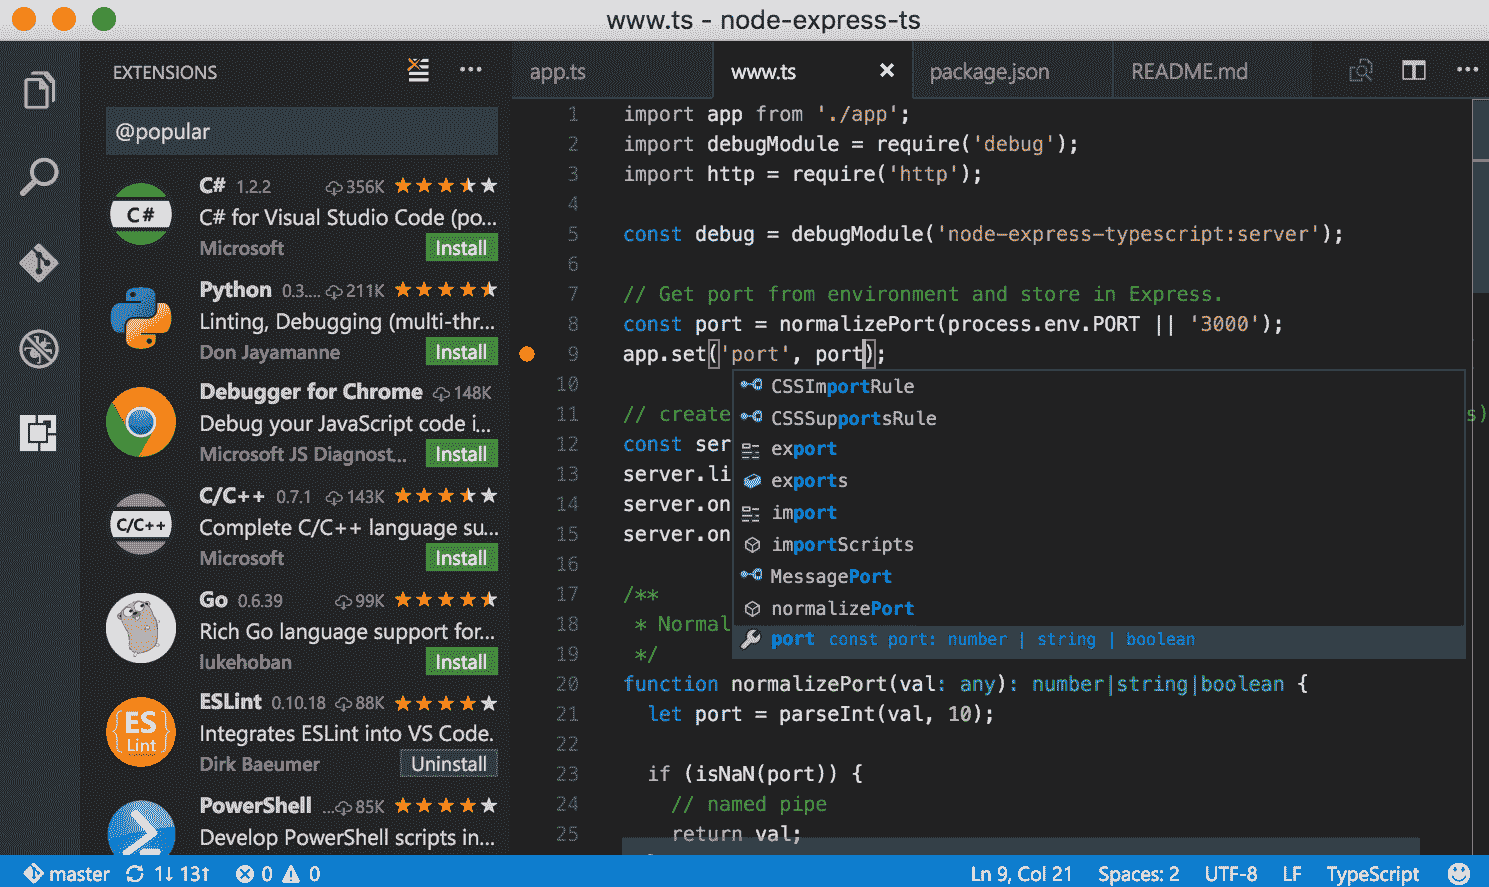 www.ts - node-express-ts
EXTENSIONS
@popular
C# 1.2.2 356K
C# for Visual Studio Code (po...
Microsoft Install
C#
Python 0.3.... 211K
Linting, Debugging (multi-thr...
Don Jayamanne Install
Debugger for Chrome 148K
Debug your JavaScript code i...
Microsoft JS Diagnost... Install
C/C++ 0.7.1 143K
Complete C/C++ language su...
Microsoft Install
C/C++
Go 0.6.39 99K
Rich Go language support for...
lukehoban Install
ESLint 0.10.18 88K
Integrates ESLint into VS Code.
Dirk Baeumer Uninstall
ES
Lint
PowerShell ... 85K
Develop PowerShell scripts in...
app.ts www.ts package.json README.md
1 import app from './app';
2 import debugModule = require('debug');
3 import http = require('http');
4
5 const debug = debugModule('node-express-typescript:server');
6
7 // Get port from environment and store in Express.
8 const port = normalizePort(process.env.PORT || '3000');
9 app.set('port', port);
10
11 // create s)
12 const ser
13 server.li
14 server.on
15 server.on
16
17 /**
18 * Normal
19 */
20 function normalizePort(val: any): number|string|boolean {
21 let port = parseInt(val, 10);
22
23 if (isNaN(port)) {
24 // named pipe
25 return val;
CSSImportRule
CSSSupportsRule
export
exports
import
importScripts
MessagePort
normalizePort
port const port: number | string | boolean
master 1↓ 13↑ 0 0 Ln 9, Col 21 Spaces: 2 UTF-8 LF TypeScript